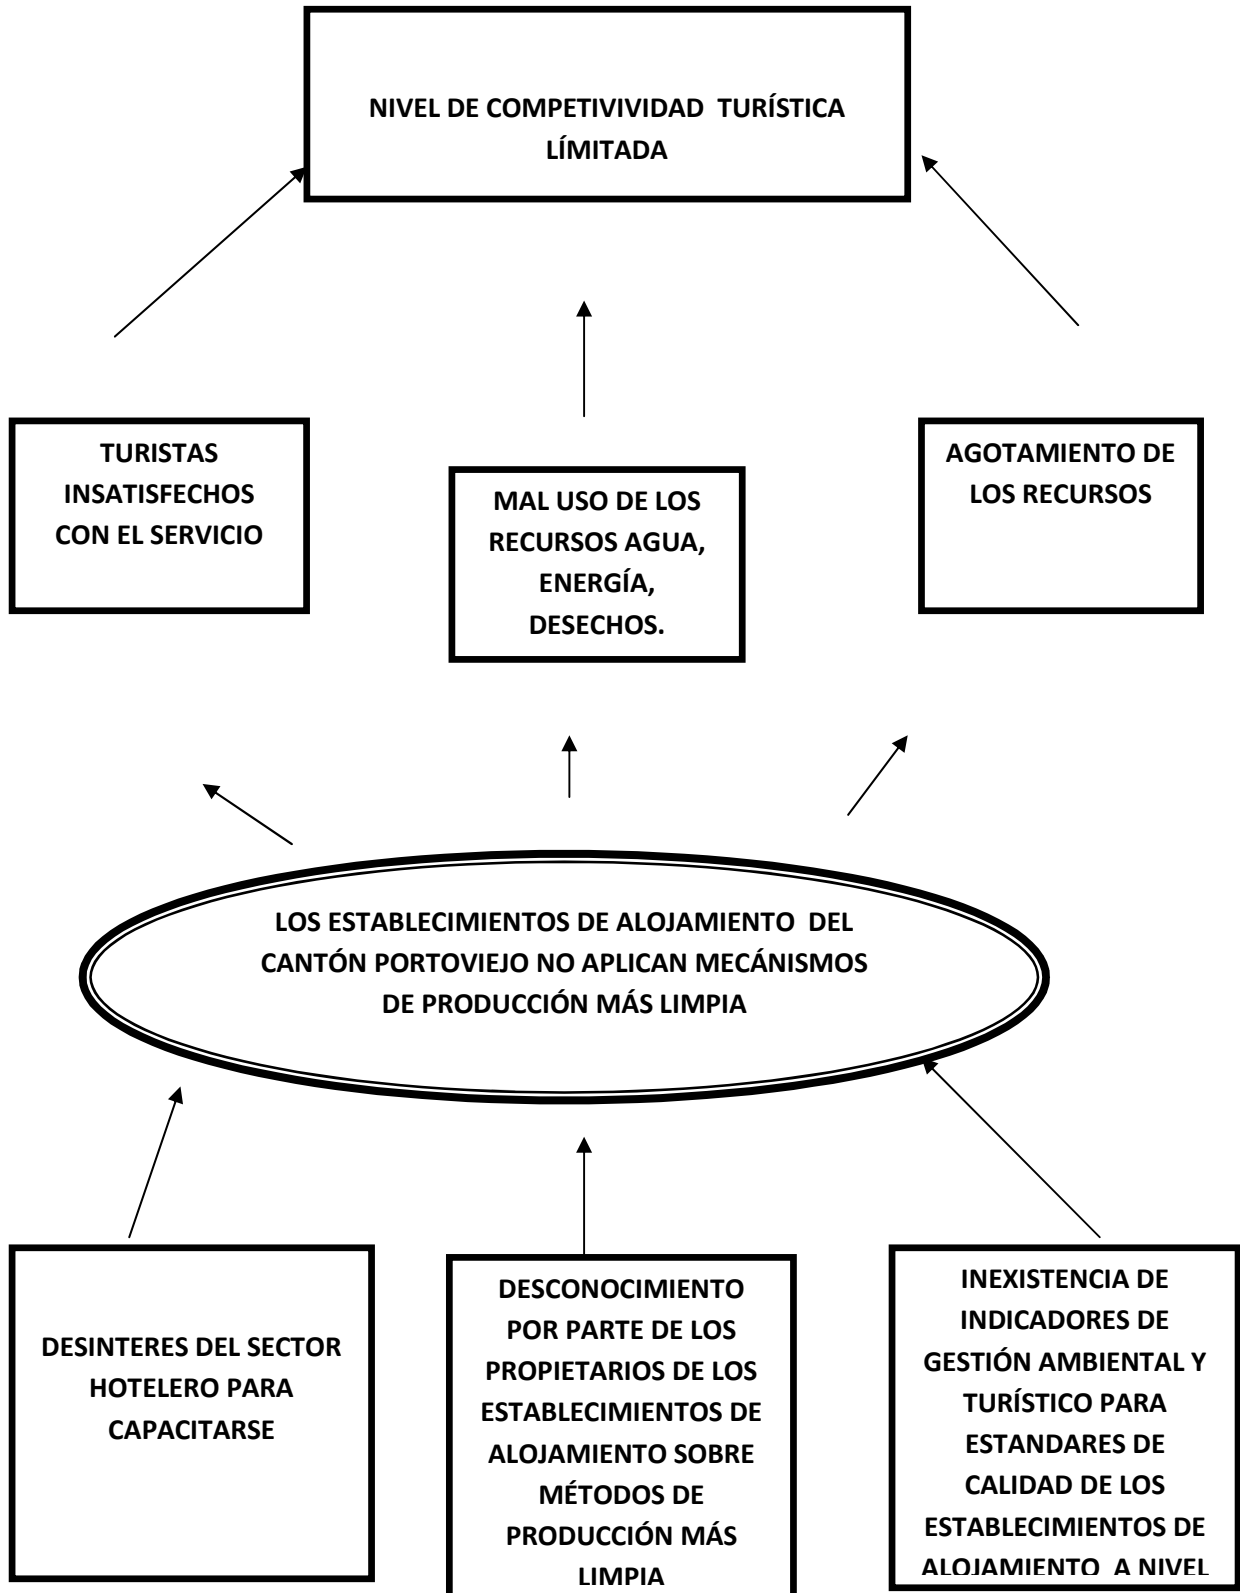 NIVEL DE COMPETIVIVIDAD TURÍSTICA
LÍMITADA
TURISTAS
INSATISFECHOS
CON EL SERVICIO
MAL USO DE LOS
RECURSOS AGUA,
ENERGÍA,
DESECHOS.
AGOTAMIENTO DE
LOS RECURSOS
LOS ESTABLECIMIENTOS DE ALOJAMIENTO DEL
CANTÓN PORTOVIEJO NO APLICAN MECÁNISMOS
DE PRODUCCIÓN MÁS LIMPIA
DESINTERES DEL SECTOR
HOTELERO PARA
CAPACITARSE
DESCONOCIMIENTO
POR PARTE DE LOS
PROPIETARIOS DE LOS
ESTABLECIMIENTOS DE
ALOJAMIENTO SOBRE
MÉTODOS DE
PRODUCCIÓN MÁS
LIMPIA
INEXISTENCIA DE
INDICADORES DE
GESTIÓN AMBIENTAL Y
TURÍSTICO PARA
ESTANDARES DE
CALIDAD DE LOS
ESTABLECIMIENTOS DE
ALOJAMIENTO A NIVEL